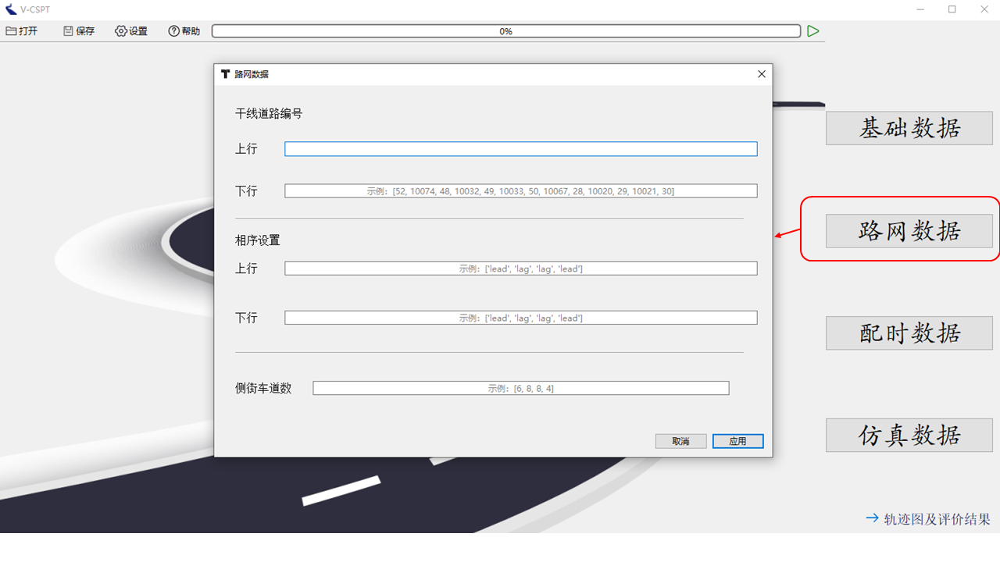 V-CSPT
打开 保存 设置 帮助 0%
路网数据
干线道路编号
上行
下行 示例：[52, 10074, 48, 10032, 49, 10033, 50, 10067, 28, 10020, 29, 10021, 30]
相序设置
上行 示例：['lead', 'lag', 'lag', 'lead']
下行 示例：['lead', 'lag', 'lag', 'lead']
侧街车道数 示例：[6, 8, 8, 4]
取消 应用
基础数据
路网数据
配时数据
仿真数据
轨迹图及评价结果